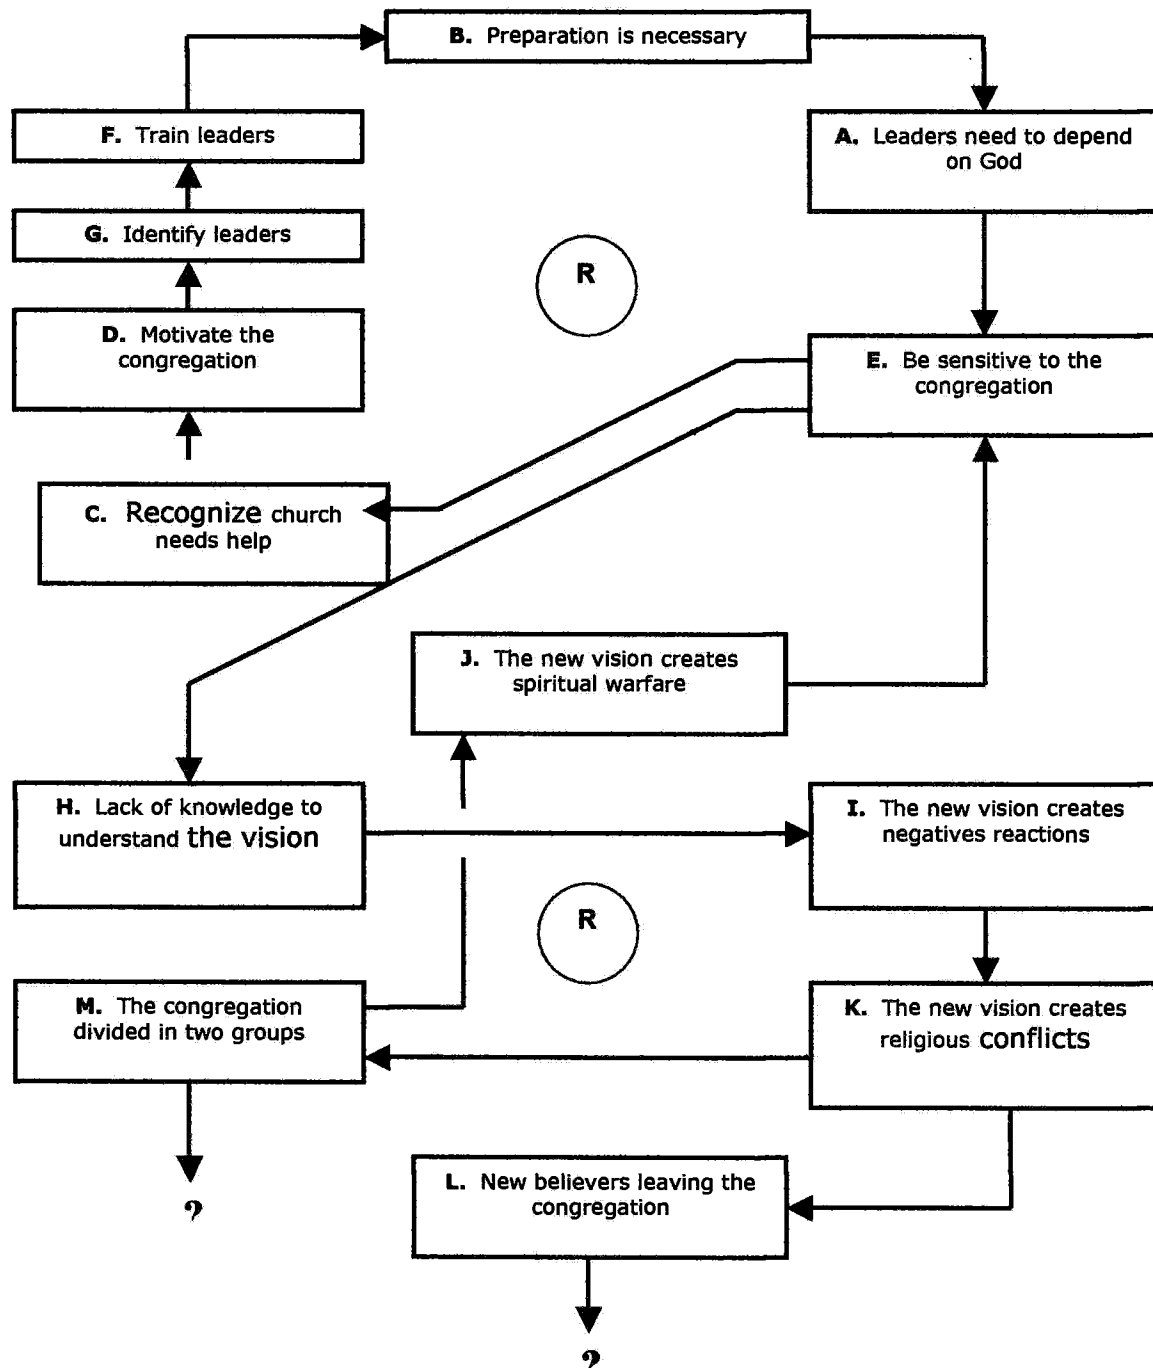 B. Preparation is necessary
F. Train leaders
A. Leaders need to depend
on God
G. Identify leaders
R
D. Motivate the
congregation
E. Be sensitive to the
congregation
C. Recognize church
needs help
J. The new vision creates
spiritual warfare
H. Lack of knowledge to
understand the vision
I. The new vision creates
negatives reactions
R
M. The congregation
divided in two groups
K. The new vision creates
religious conflicts
L. New believers leaving the
congregation
?
?